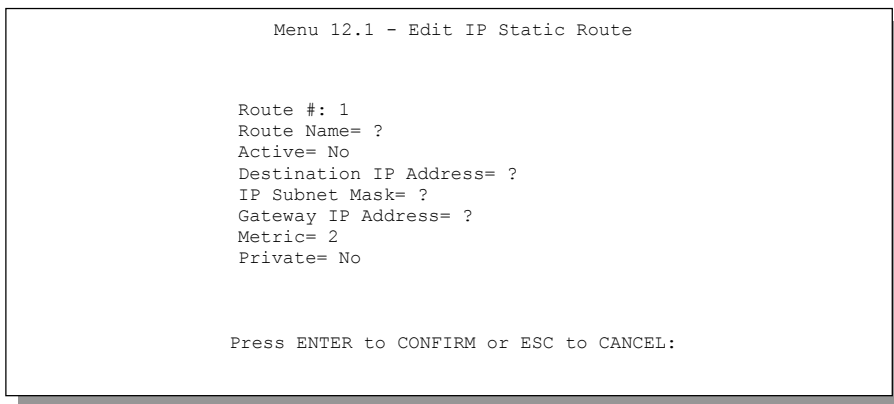 Menu 12.1 - Edit IP Static Route
Route #: 1
Route Name= ?
Active= No
Destination IP Address= ?
IP Subnet Mask= ?
Gateway IP Address= ?
Metric= 2
Private= No
Press ENTER to CONFIRM or ESC to CANCEL: